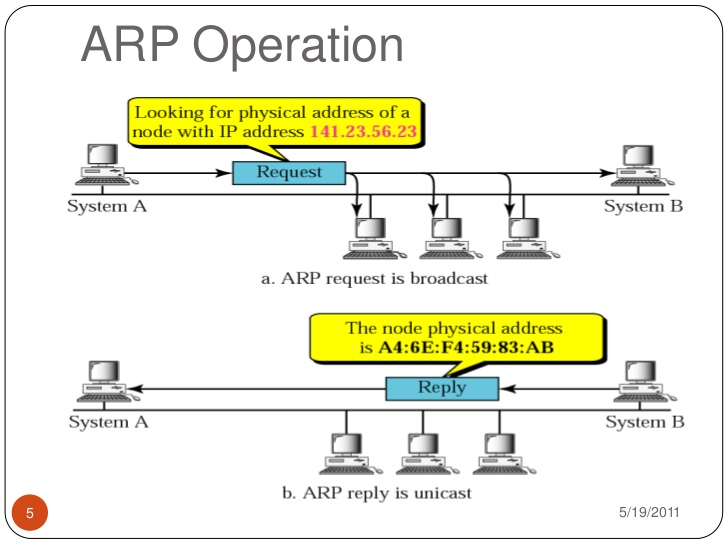 ARP Operation
Looking for physical address of a
node with IP address 141.23.56.23
Request
System A
System B
a. ARP request is broadcast
The node physical address
is A4:6E:F4:59:83:AB
Reply
System A
System B
b. ARP reply is unicast
5
5/19/2011